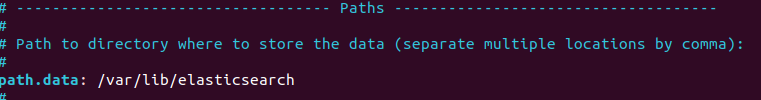 # ----------------------------------- Paths ------------------------------------
#
# Path to directory where to store the data (separate multiple locations by comma):
#
path.data: /var/lib/elasticsearch
#